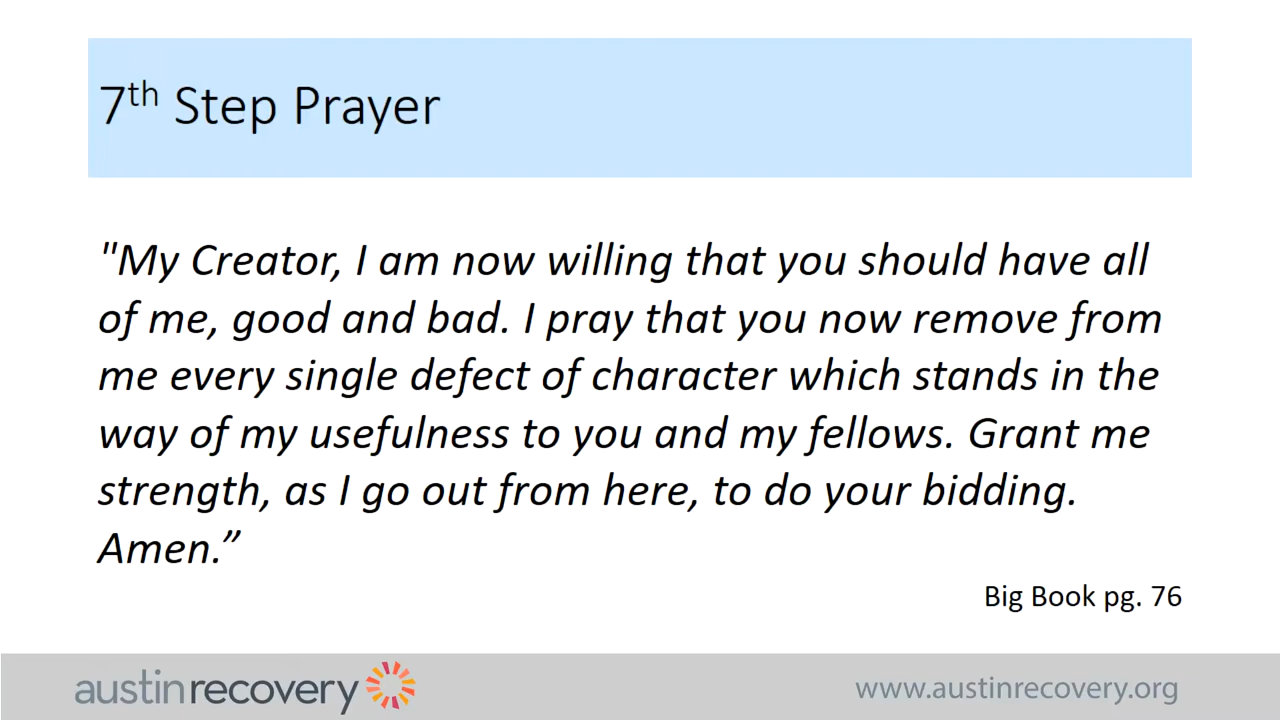 7th Step Prayer
"My Creator, I am now willing that you should have all
of me, good and bad. I pray that you now remove from
me every single defect of character which stands in the
way of my usefulness to you and my fellows. Grant me
strength, as I go out from here, to do your bidding.
Amen.”
Big Book pg. 76
austinrecovery
www.austinrecovery.org